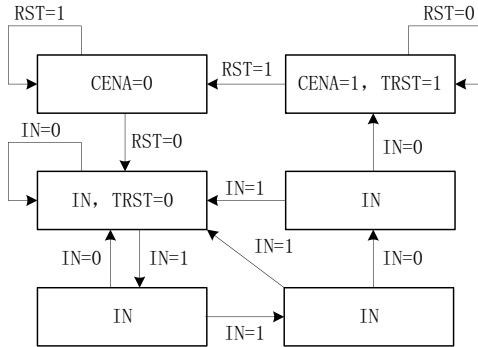 RST=1
RST=0
CENA=0
RST=1
CENA=1, TRST=1
RST=0
IN=0
IN=0
IN, TRST=0
IN=1
IN
IN=0
IN=1
IN=1
IN=0
IN
IN=1
IN